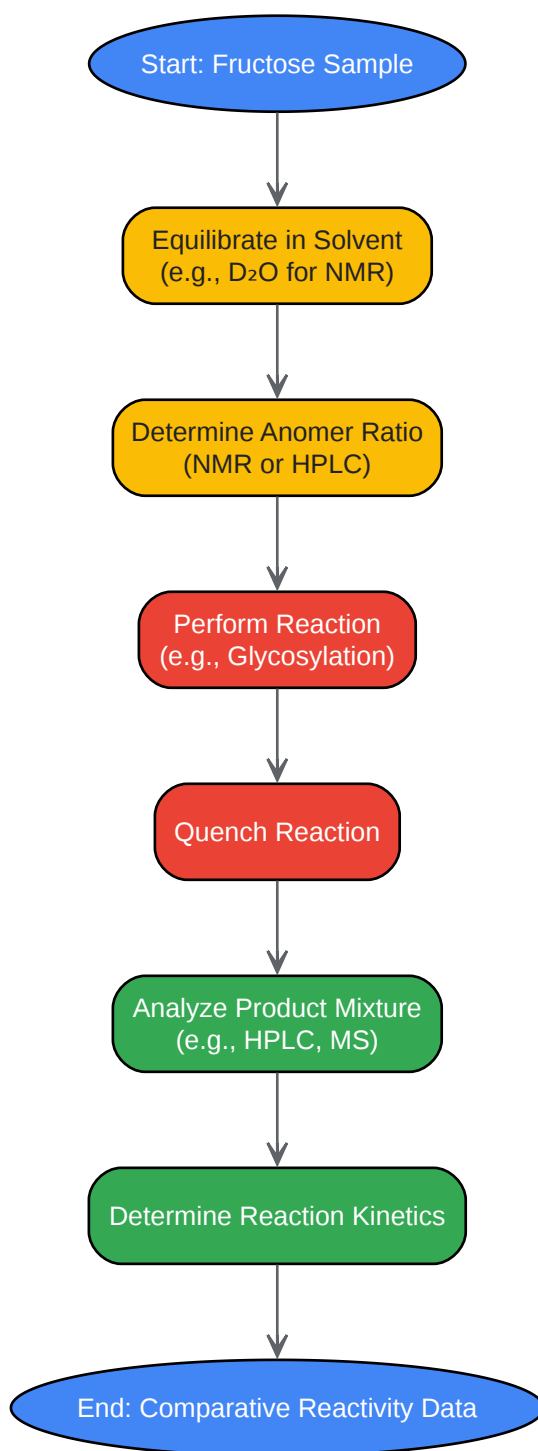 Start: Fructose Sample
Equilibrate in Solvent
(e.g., D₂O for NMR)
Determine Anomer Ratio
(NMR or HPLC)
Perform Reaction
(e.g., Glycosylation)
Quench Reaction
Analyze Product Mixture
(e.g., HPLC, MS)
Determine Reaction Kinetics
End: Comparative Reactivity Data